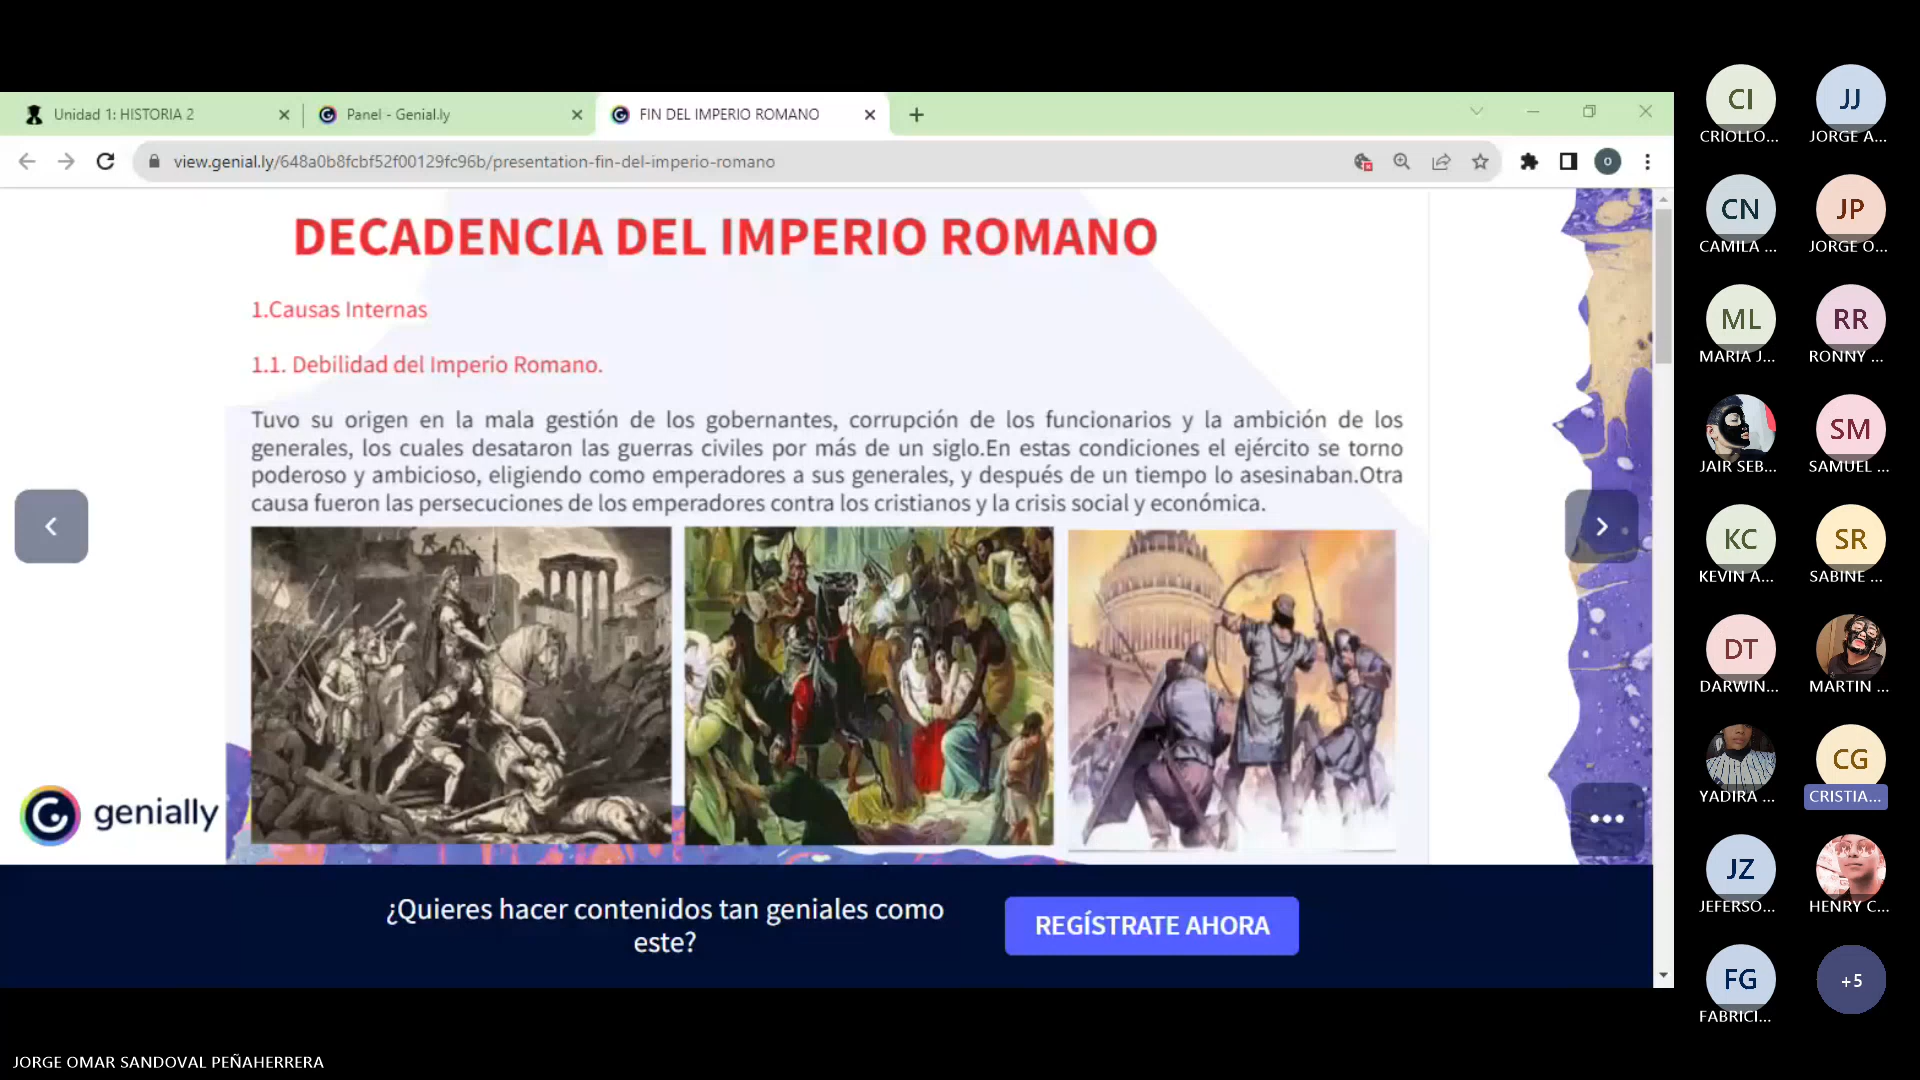 Unidad 1: HISTORIA 2
Panel - Genial.ly
FIN DEL IMPERIO ROMANO
view.genial.ly/648a0b8fcbf52f00129fc96b/presentation-fin-del-imperio-romano
O
DECADENCIA DEL IMPERIO ROMANO
1.Causas Internas
1.1. Debilidad del Imperio Romano.
Tuvo su origen en la mala gestión de los gobernantes, corrupción de los funcionarios y la ambición de los
generales, los cuales desataron las guerras civiles por más de un siglo.En estas condiciones el ejército se torno
poderoso y ambicioso, eligiendo como emperadores a sus generales, y después de un tiempo lo asesinaban.Otra
causa fueron las persecuciones de los emperadores contra los cristianos y la crisis social y económica.
genially
¿Quieres hacer contenidos tan geniales como
este?
REGÍSTRATE AHORA
CI
CRIOLLO...
JJ
JORGE A...
CN
CAMILA ...
JP
JORGE O...
ML
MARIA J...
RR
RONNY ...
JAIR SEB...
SM
SAMUEL ...
KC
KEVIN A...
SR
SABINE ...
DT
DARWIN...
MARTIN ...
YADIRA ...
CG
CRISTIA...
JZ
JEFERSO...
HENRY C...
FG
FABRICI...
+5
JORGE OMAR SANDOVAL PEÑAHERRERA